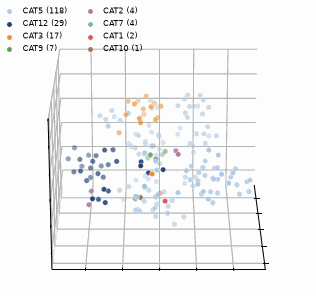 CAT5 (118)
CAT12 (29)
CAT3 (17)
CAT9 (7)
CAT2 (4)
CAT7 (4)
CAT1 (2)
CAT10 (1)